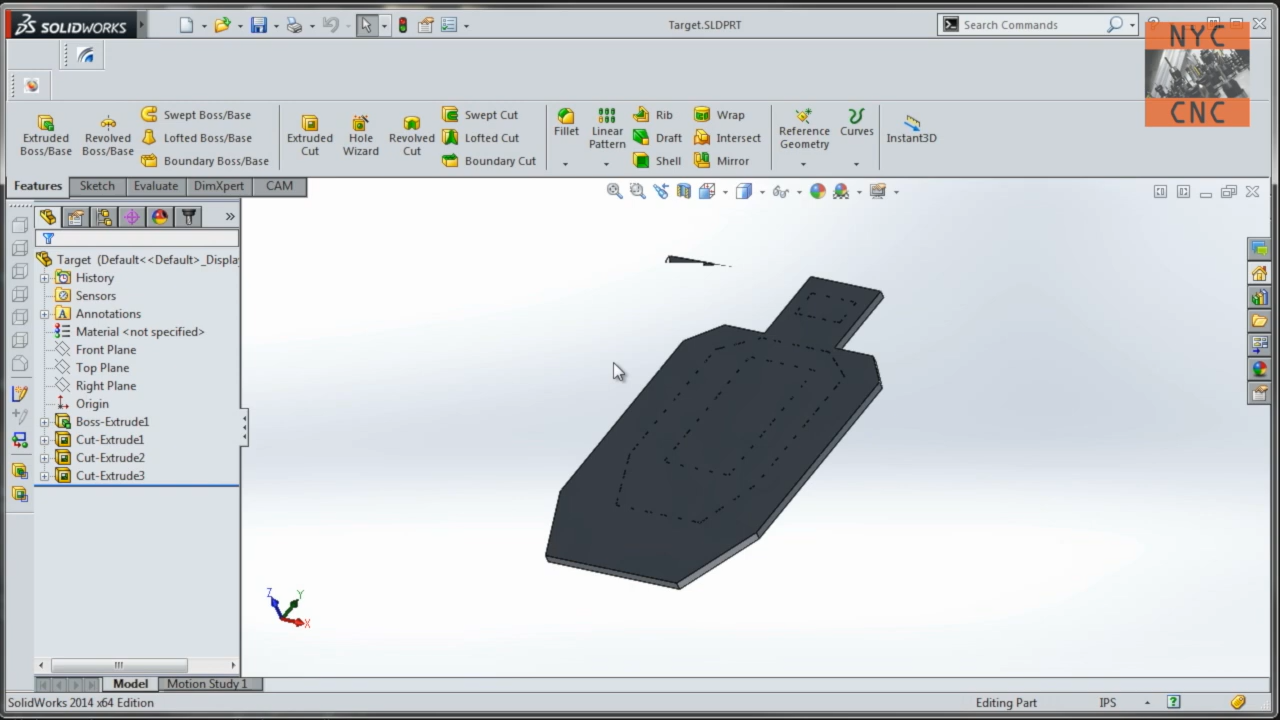 SOLIDWORKS
Target.SLDPRT
Search Commands
NYC
CNC
Extruded Boss/Base
Revolved Boss/Base
Swept Boss/Base
Lofted Boss/Base
Boundary Boss/Base
Extruded Cut
Hole Wizard
Revolved Cut
Swept Cut
Lofted Cut
Boundary Cut
Fillet
Linear Pattern
Rib
Draft
Shell
Wrap
Intersect
Mirror
Reference Geometry
Curves
Instant3D
Features
Sketch
Evaluate
DimXpert
CAM
Target (Default<<Default>_Displa
History
Sensors
A Annotations
Material <not specified>
Front Plane
Top Plane
Right Plane
Origin
Boss-Extrude1
Cut-Extrude1
Cut-Extrude2
Cut-Extrude3
Z
Y
X
Model
Motion Study 1
SolidWorks 2014 x64 Edition
Editing Part
IPS
?